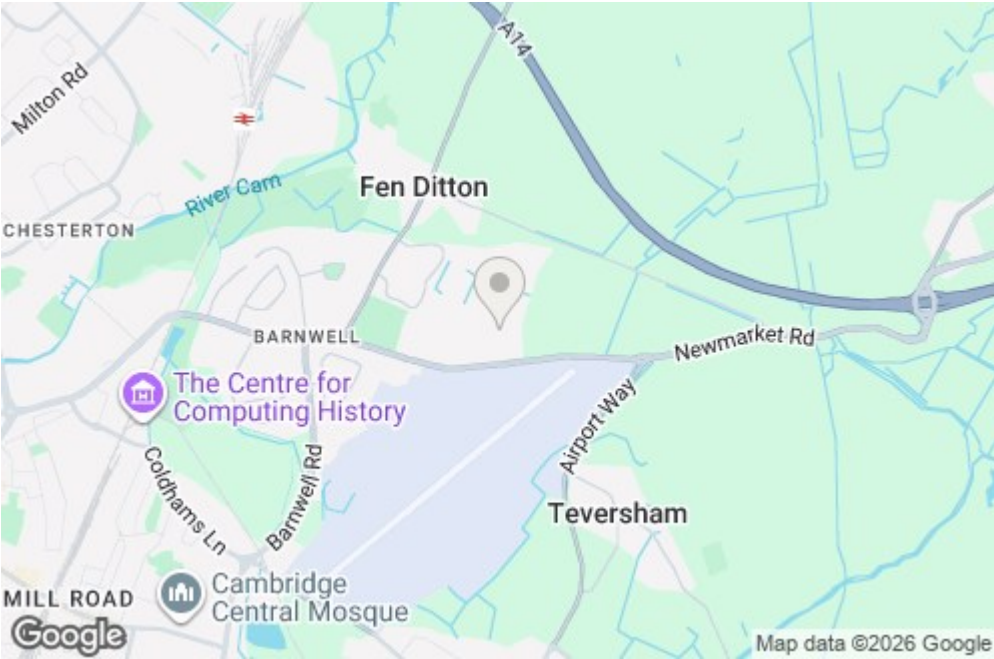 A14
Milton Rd
River Cam
Fen Ditton
CHESTERTON
BARNWELL
Newmarket Rd
The Centre for
Computing History
Airport Way
Barnwell Rd
Coldhams Ln
Teversham
Cambridge
Central Mosque
MILL ROAD
Google
Map data ©2026 Google